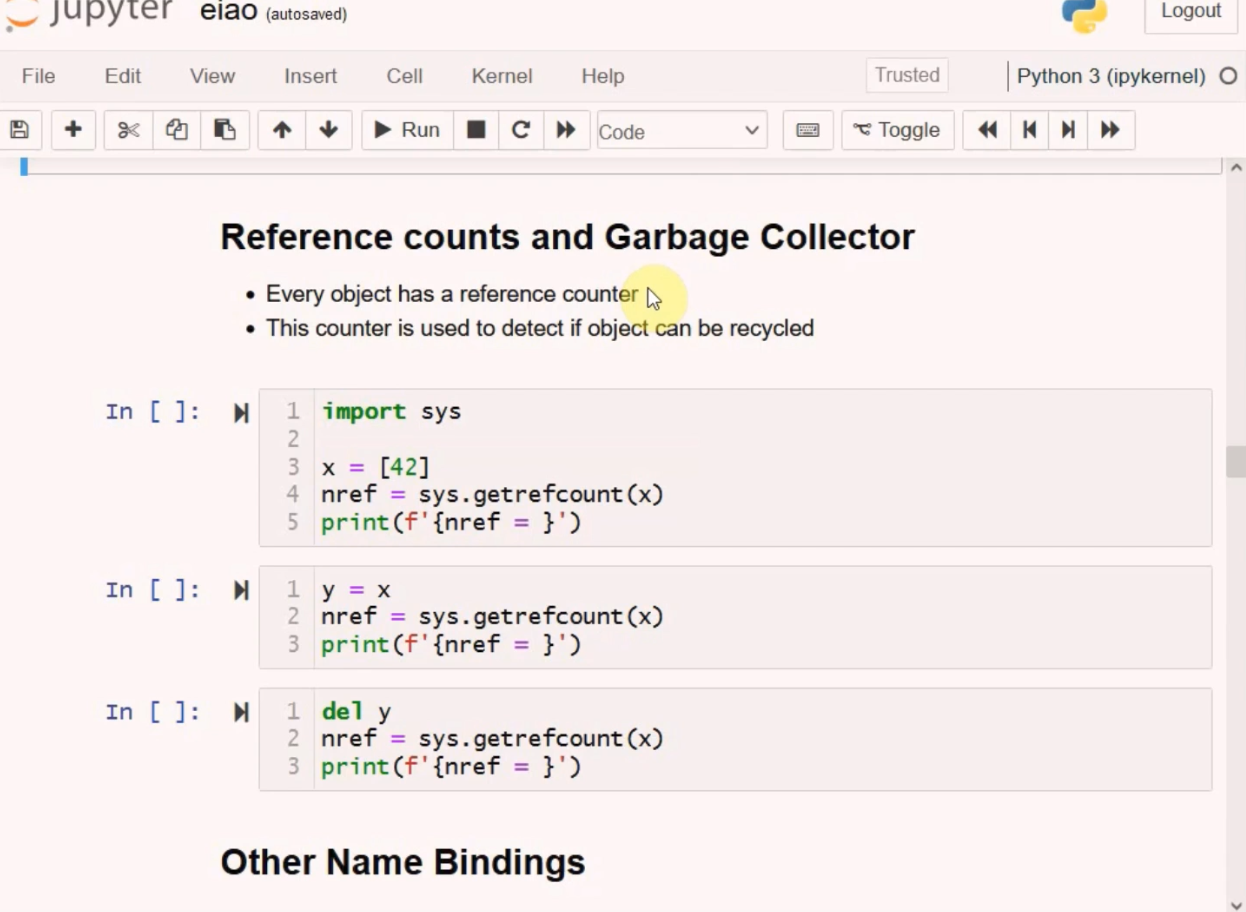 jupyter eiao (autosaved) Logout
File Edit View Insert Cell Kernel Help Trusted Python 3 (ipykernel)
Run Code Toggle
Reference counts and Garbage Collector
• Every object has a reference counter
• This counter is used to detect if object can be recycled
In [ ]: 1 import sys
2
3 x = [42]
4 nref = sys.getrefcount(x)
5 print(f'{nref = }')
In [ ]: 1 y = x
2 nref = sys.getrefcount(x)
3 print(f'{nref = }')
In [ ]: 1 del y
2 nref = sys.getrefcount(x)
3 print(f'{nref = }')
Other Name Bindings